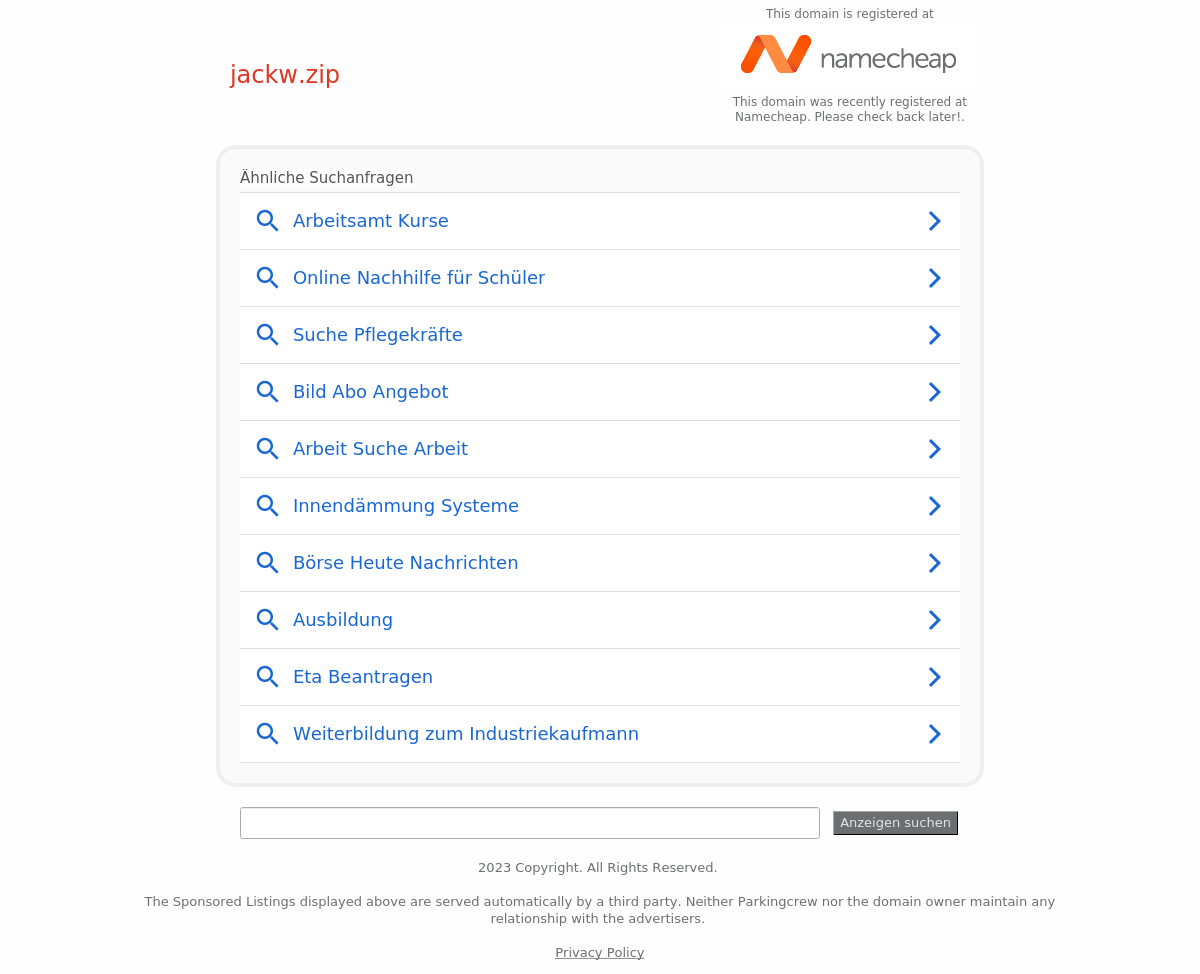 This domain is registered at
namecheap
jackw.zip
This domain was recently registered at
Namecheap. Please check back later!.
Ähnliche Suchanfragen
Arbeitsamt Kurse
Online Nachhilfe für Schüler
Suche Pflegekräfte
Bild Abo Angebot
Arbeit Suche Arbeit
Innendämmung Systeme
Börse Heute Nachrichten
Ausbildung
Eta Beantragen
Weiterbildung zum Industriekaufmann
Anzeigen suchen
2023 Copyright. All Rights Reserved.
The Sponsored Listings displayed above are served automatically by a third party. Neither Parkingcrew nor the domain owner maintain any
relationship with the advertisers.
Privacy Policy